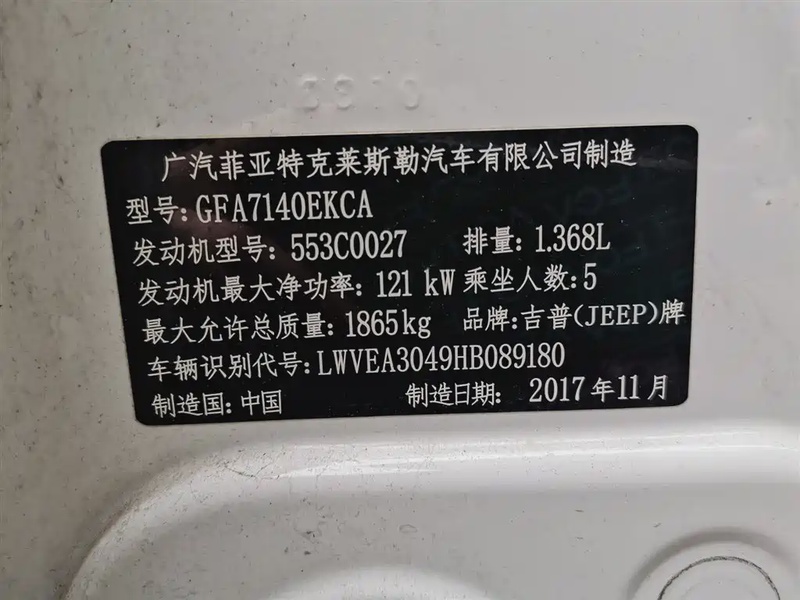 广汽菲亚特克莱斯勒汽车有限公司制造
型号: GFA7140EKCA
发动机型号: 553C0027 排量: 1.368L
发动机最大净功率: 121 kW 乘坐人数: 5
最大允许总质量: 1865kg 品牌: 吉普(JEEP)牌
车辆识别代号: LWVEA3049HB089180
制造国: 中国 制造日期: 2017年11月